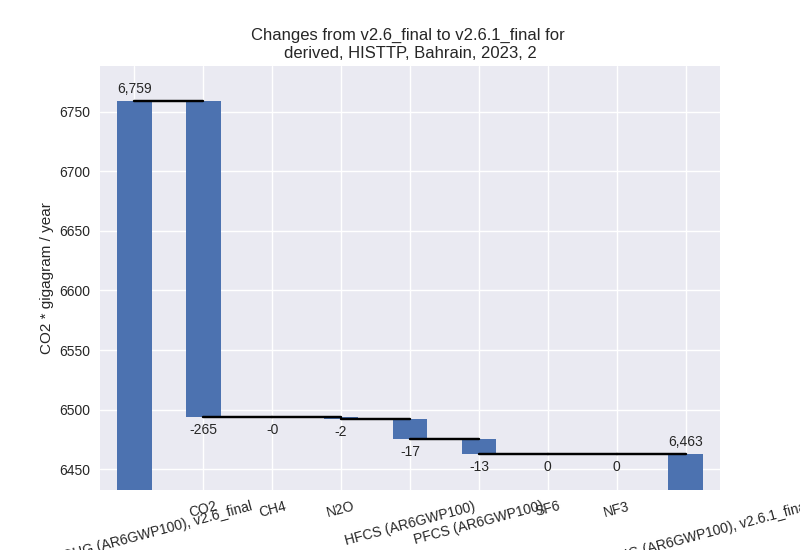 Changes from v2.6_final to v2.6.1_final for
derived, HISTTP, Bahrain, 2023, 2
CO2 * gigagram / year
6750
6700
6650
6600
6550
6500
6450
6,759
-265
-0
-2
-17
-13
0
0
6,463
(AR6GWP100), v2.6_final
CO2
CH4
N2O
HFCS (AR6GWP100)
PFCS (AR6GWP100)
SF6
NF3
(AR6GWP100), v2.6.1_final